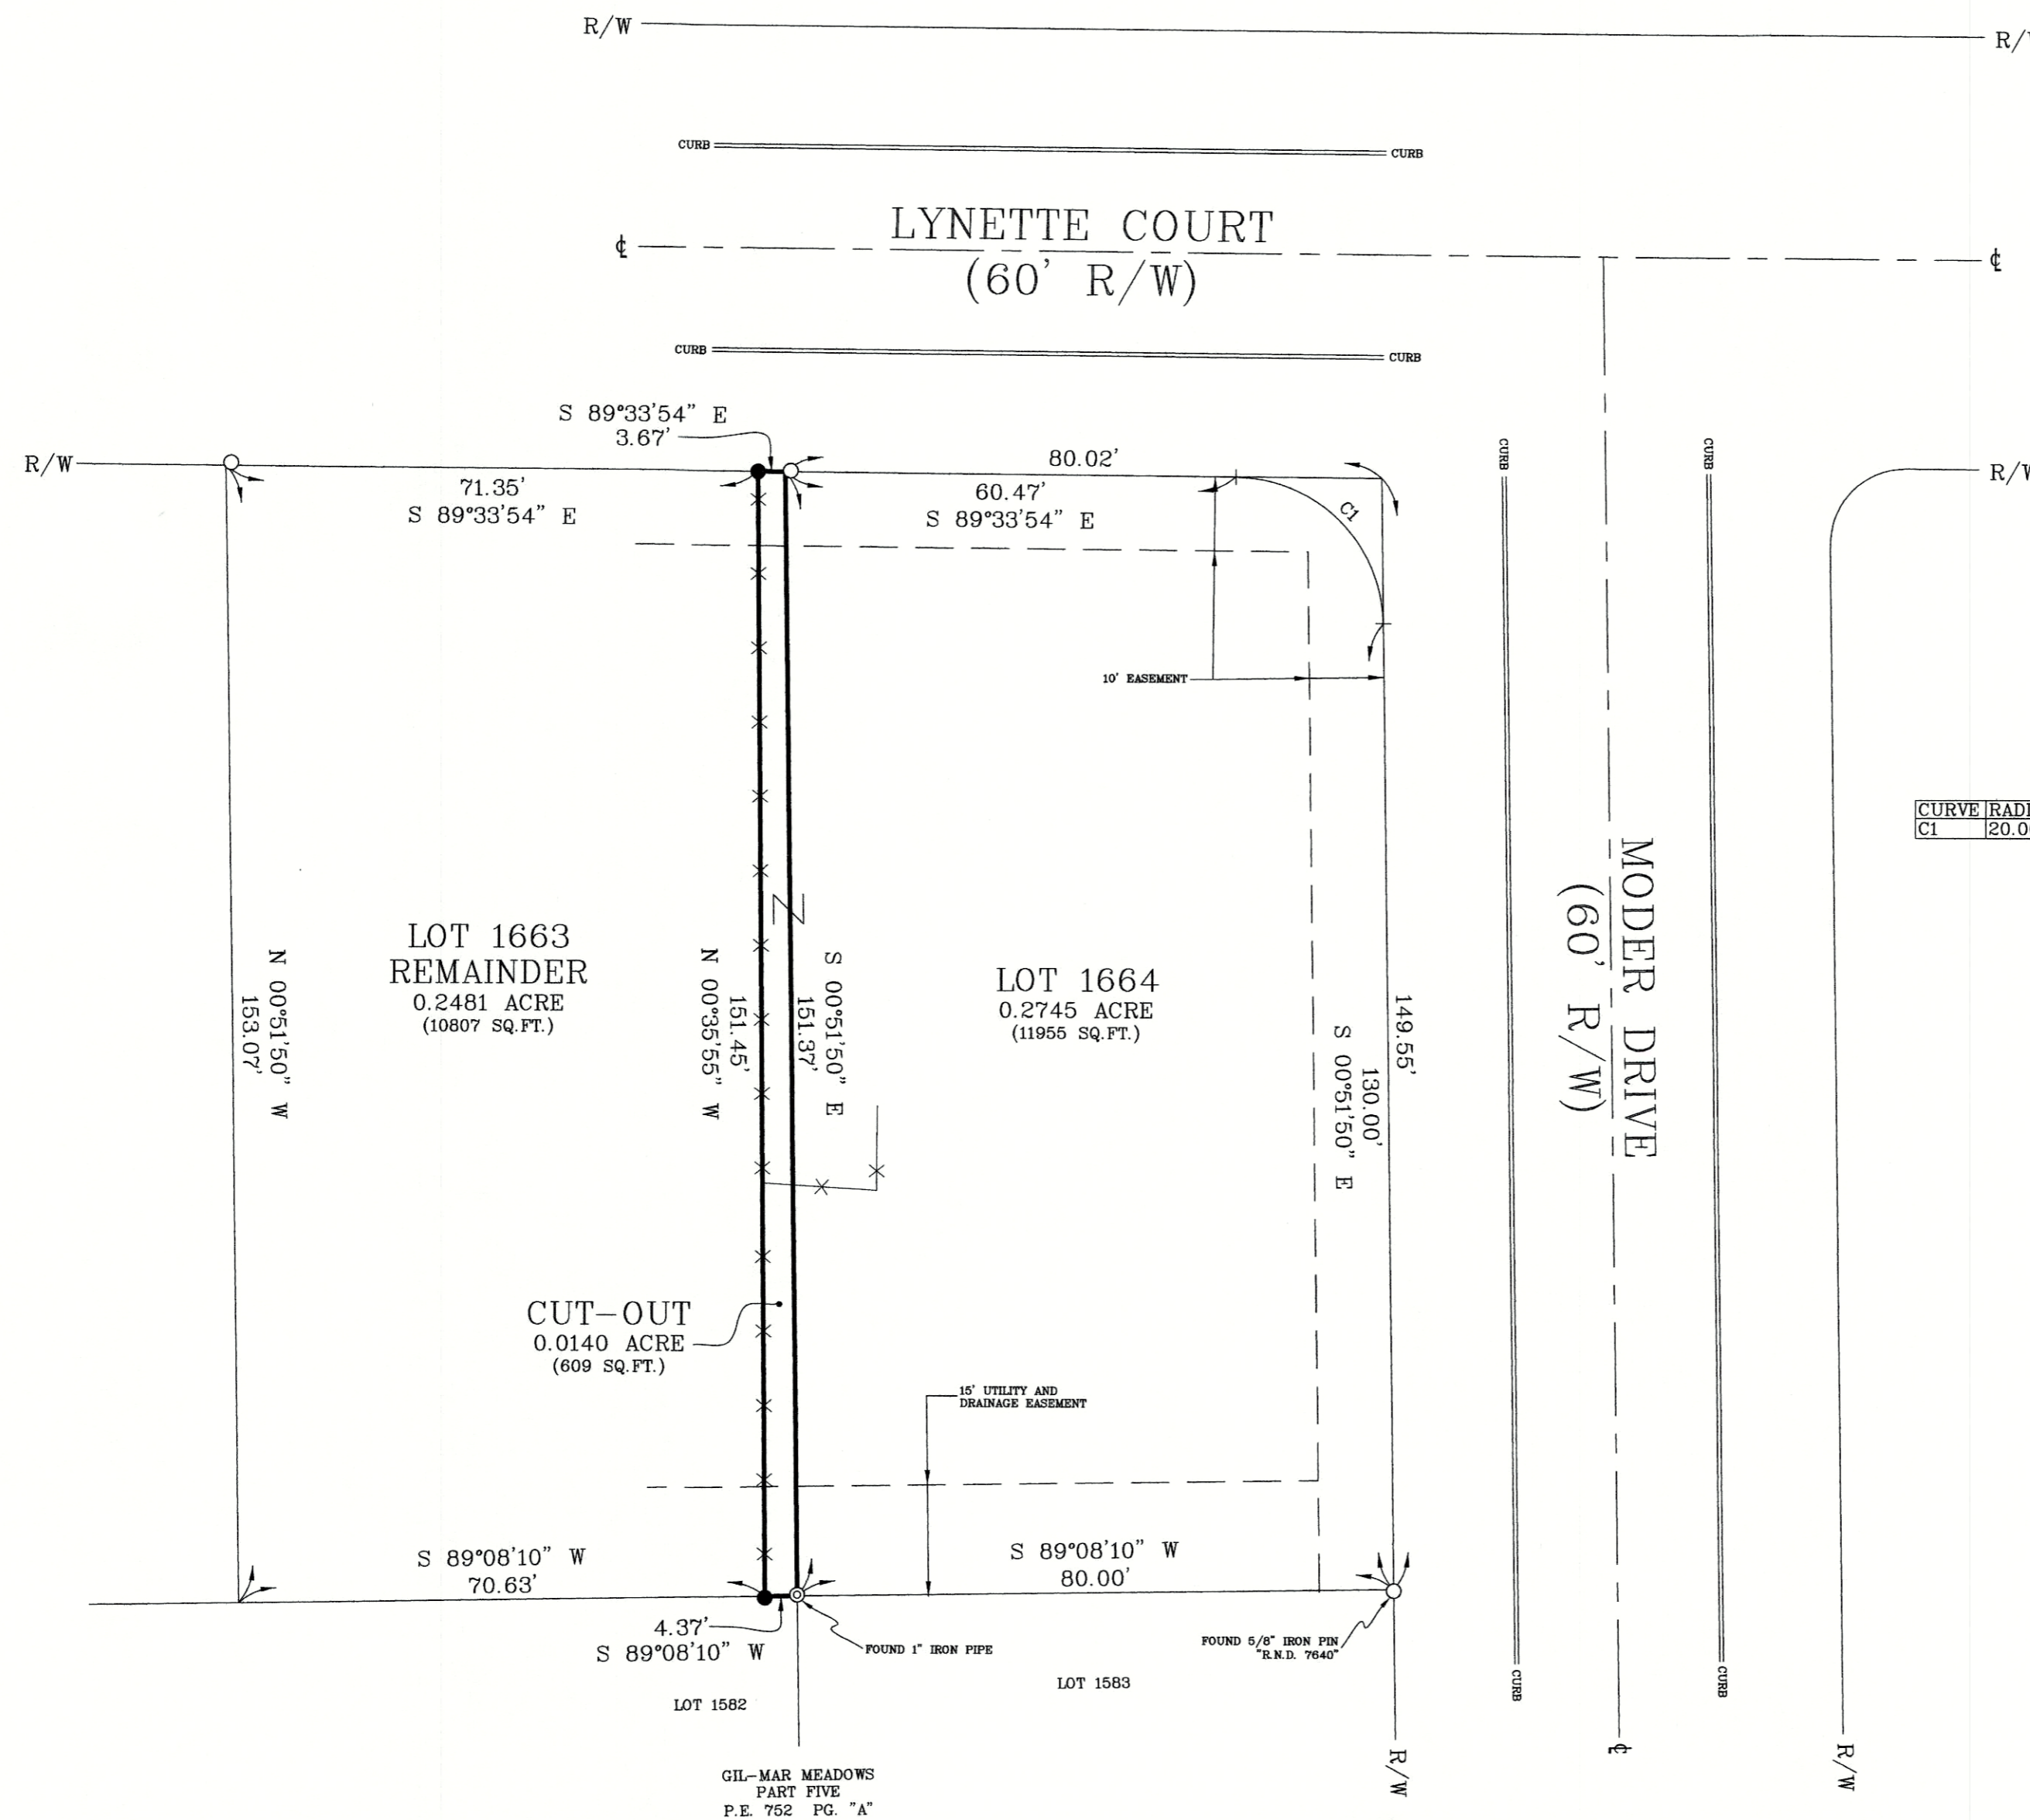 R/W
R/W
CURB
CURB
LYNETTE COURT
(60' R/W)
℄
℄
CURB
CURB
S 89°33'54" E
3.67'
R/W
71.35'
S 89°33'54" E
80.02'
60.47'
S 89°33'54" E
C1
CURB
CURB
R/W
10' EASEMENT
CURVE
C1
MODER DRIVE
(60' R/W)
LOT 1663
REMAINDER
0.2481 ACRE
(10807 SQ.FT.)
N 00°51'50" W
153.07'
N 00°35'55" W
151.45'
N
S 00°51'50" E
151.37'
LOT 1664
0.2745 ACRE
(11955 SQ.FT.)
149.55'
130.00'
S 00°51'50" E
CUT-OUT
0.0140 ACRE
(609 SQ.FT.)
15' UTILITY AND
DRAINAGE EASEMENT
S 89°08'10" W
70.63'
S 89°08'10" W
80.00'
4.37'
S 89°08'10" W
FOUND 1" IRON PIPE
FOUND 5/8" IRON PIN
"R.N.D. 7640"
LOT 1582
LOT 1583
CURB
CURB
℄
R/W
R/W
GIL-MAR MEADOWS
PART FIVE
P.E. 752 PG. "A"